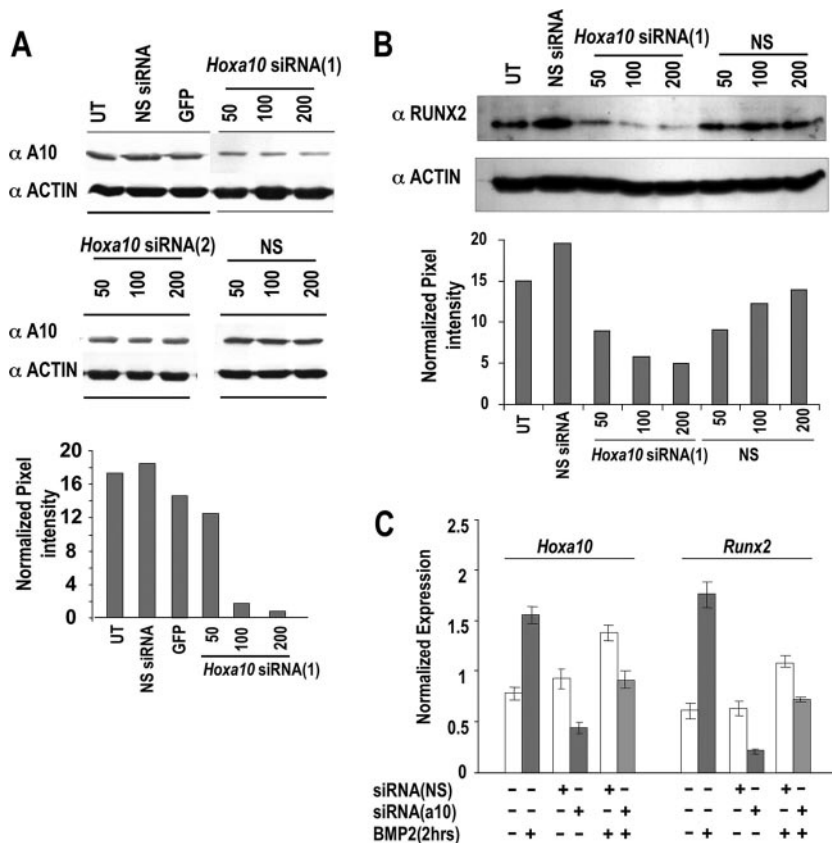 A
UT
NS siRNA
GFP
Hoxa10 siRNA(1)
50
100
200
α A10
α ACTIN
Hoxa10 siRNA(2)
NS
50
100
200
50
100
200
α A10
α ACTIN
Normalized Pixel
intensity
20
16
12
8
4
0
UT
NS siRNA
GFP
50
100
200
Hoxa10 siRNA(1)
B
UT
NS siRNA
Hoxa10 siRNA(1)
NS
50
100
200
50
100
200
α RUNX2
α ACTIN
Normalized Pixel
intensity
20
15
10
5
0
UT
NS siRNA
50
100
200
50
100
200
Hoxa10 siRNA(1)
NS
C
Normalized Expression
2.5
2
1.5
1
0.5
0
Hoxa10
Runx2
siRNA(NS) - - + - + - - - + - + -
siRNA(a10) - - - + - + - - - + - +
BMP2(2hrs) - + - - + + - + - - + +